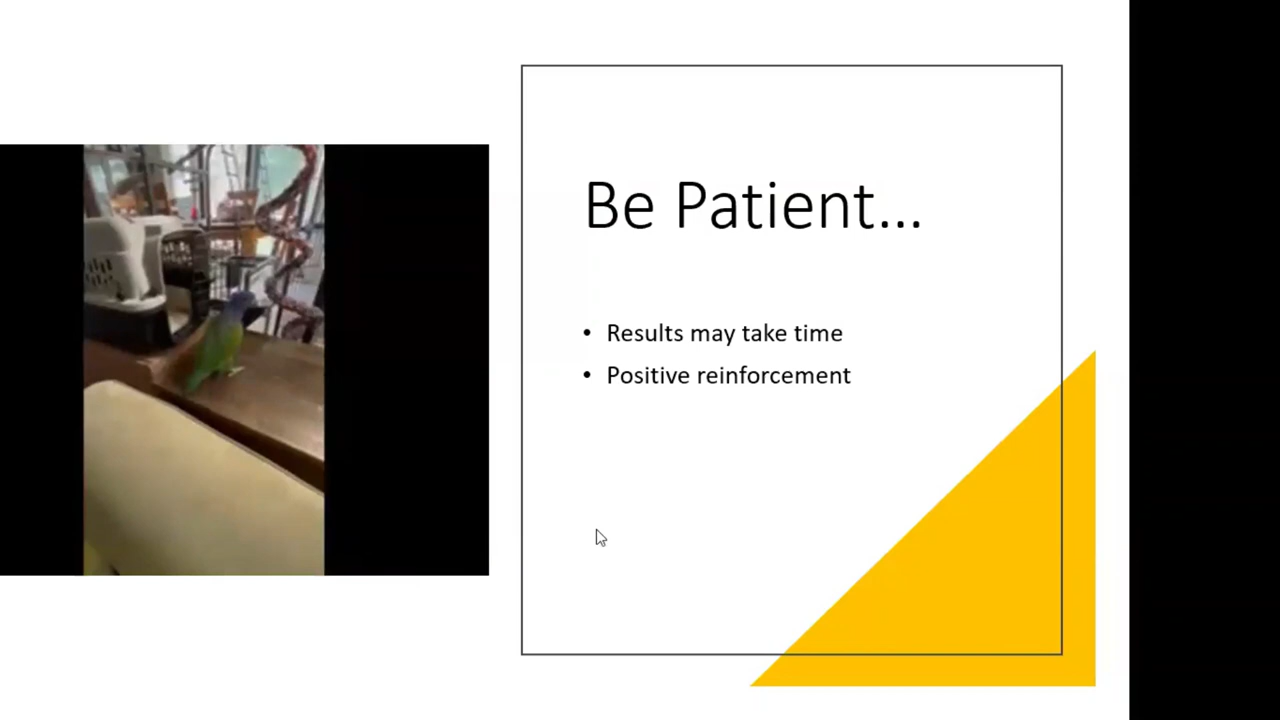 Be Patient...
• Results may take time
• Positive reinforcement